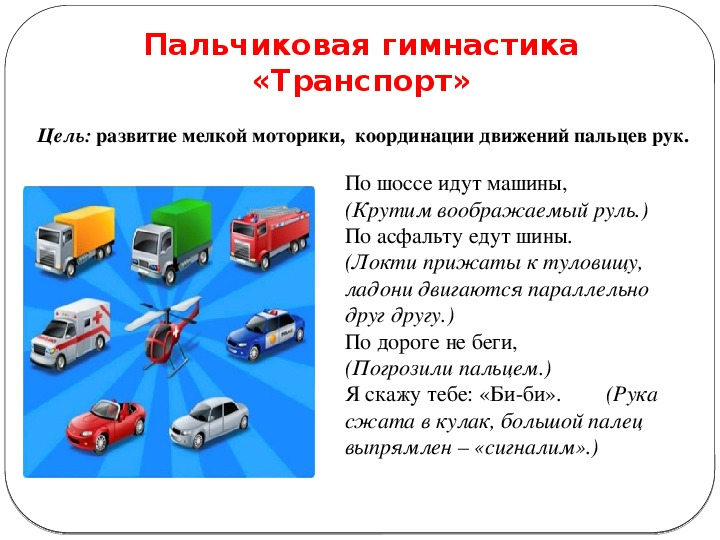 Пальчиковая гимнастика
«Транспорт»
Цель: развитие мелкой моторики, координации движений пальцев рук.
По шоссе идут машины,
(Крутим воображаемый руль.)
По асфальту едут шины.
(Локти прижаты к туловищу,
ладони двигаются параллельно
друг другу.)
По дороге не беги,
(Погрозили пальцем.)
Я скажу тебе: «Би-би». (Рука
сжата в кулак, большой палец
выпрямлен – «сигналим».)